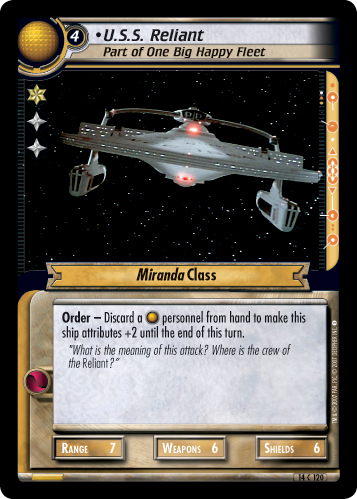 4 •U.S.S. Reliant
Part of One Big Happy Fleet
Miranda Class
Order – Discard a personnel from hand to make this
ship attributes +2 until the end of this turn.
"What is the meaning of this attack? Where is the crew of
the Reliant?"
RANGE 7 WEAPONS 6 SHIELDS 6
14 C 120